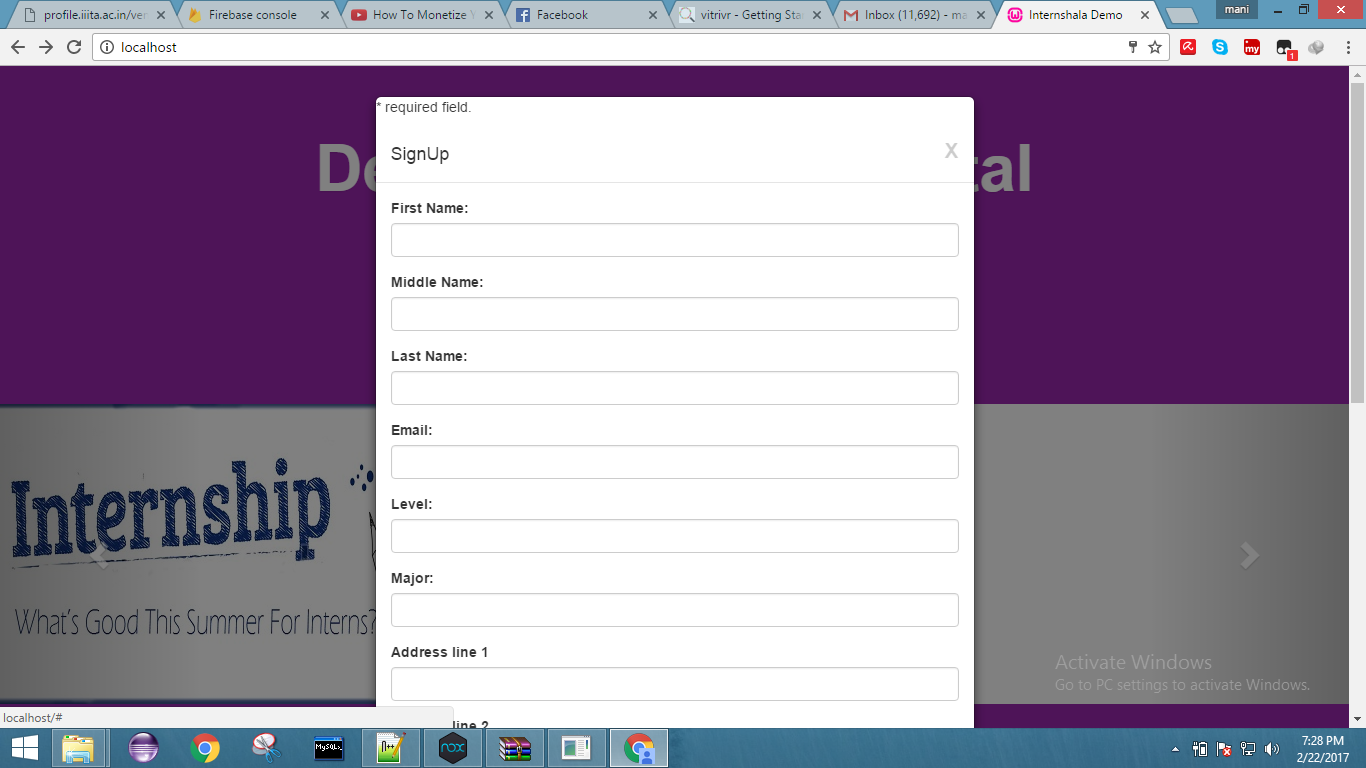 profile.iiita.ac.in/ver
Firebase console
How To Monetize Y
Facebook
vitrivr - Getting Sta
Inbox (11,692) - ma
Internshala Demo
mani
localhost
my
1
* required field.
SignUp
X
De
tal
First Name:
Middle Name:
Last Name:
Email:
Level:
Major:
Address line 1
line 2
Internship
What's Good This Summer For Interns?
Activate Windows
Go to PC settings to activate Windows.
localhost/#
MySQL
nox
7:28 PM
2/22/2017